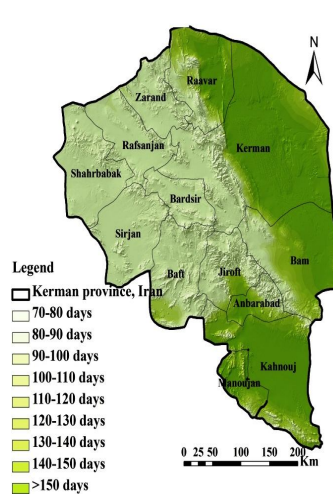 N
Raavar
Zarand
Kerman
Rafsanjan
Shahrbabak
Bardsir
Sirjan
Bam
Baft
Jiroft
Anbarabad
Kahnouj
Manoujan
Legend
Kerman province, Iran
70-80 days
80-90 days
90-100 days
100-110 days
110-120 days
120-130 days
130-140 days
140-150 days
>150 days
0 25 50 100 150 200
Km